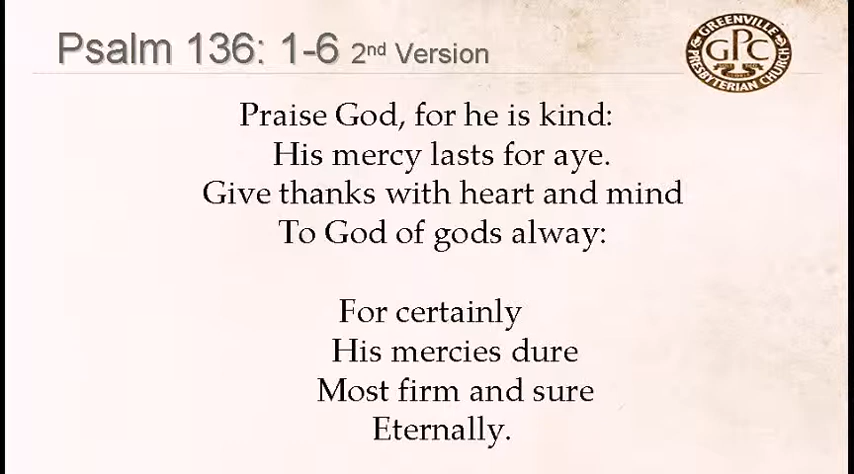 Psalm 136: 1-6 2nd Version
GREENVILLE
GPC
PRESBYTERIAN CHURCH
Praise God, for he is kind:
His mercy lasts for aye.
Give thanks with heart and mind
To God of gods alway:
For certainly
His mercies dure
Most firm and sure
Eternally.